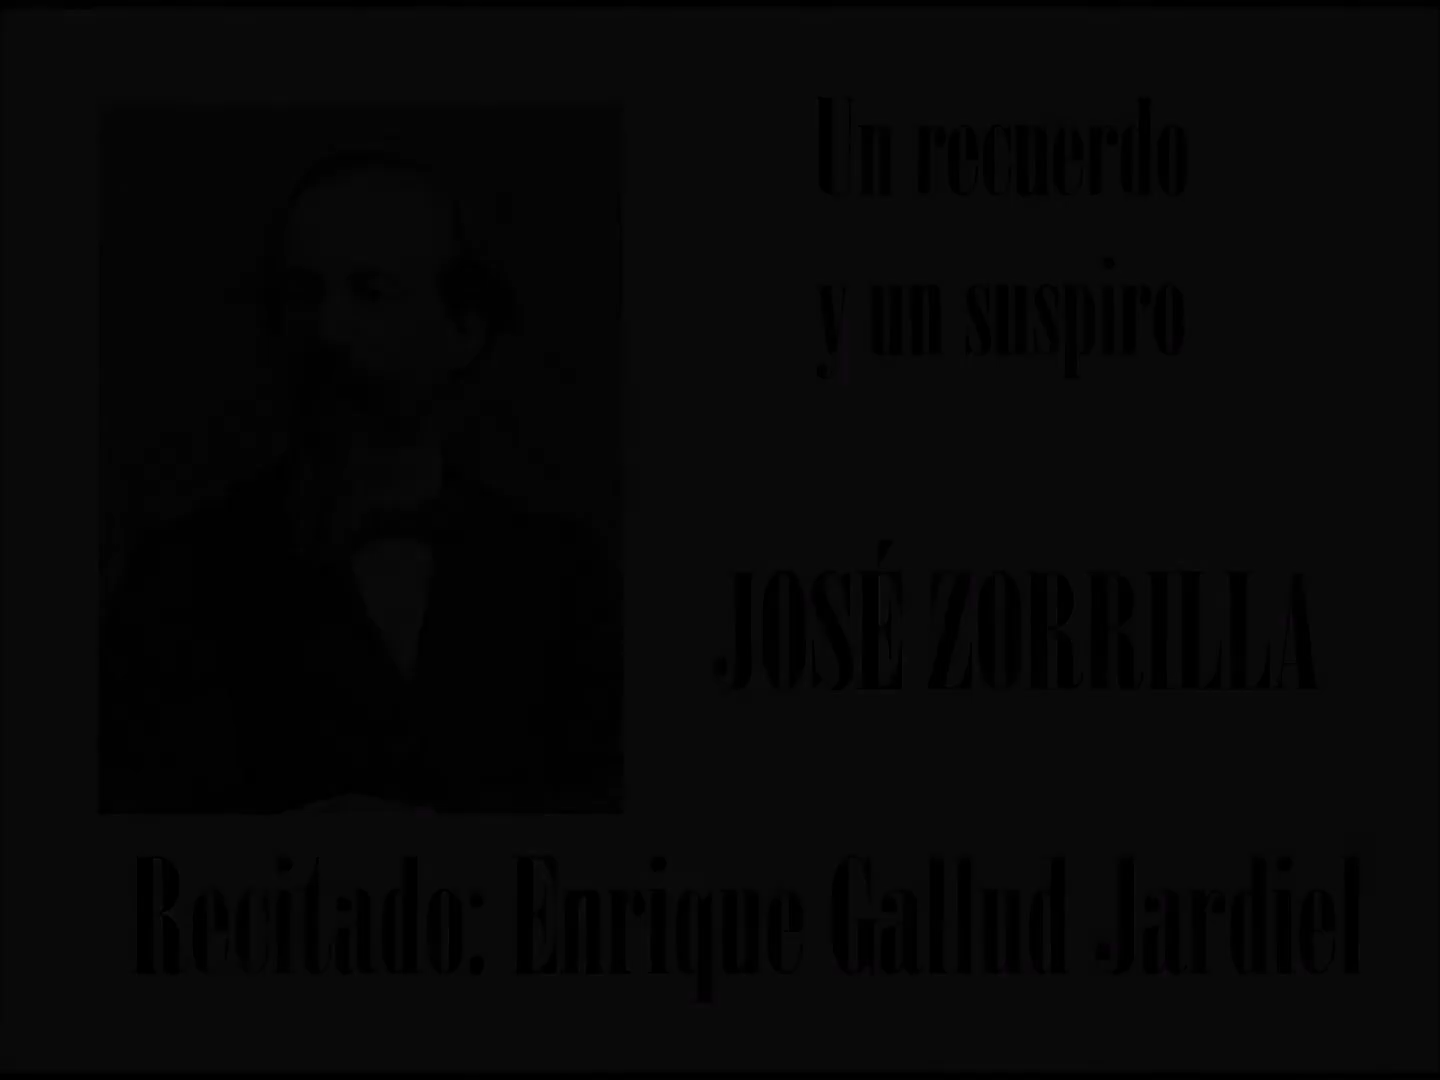 Un recuerdo
y un suspiro
JOSÉ ZORRILLA
Recitado: Enrique Gallud Jardiel